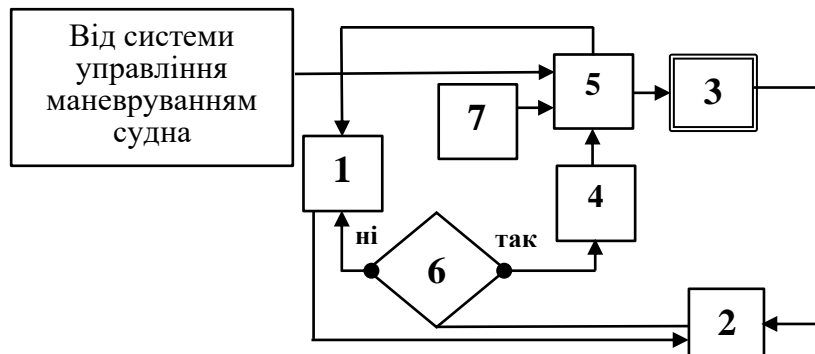 Від системи
управління
маневруванням
судна
5
3
7
1
4
ні
так
6
2